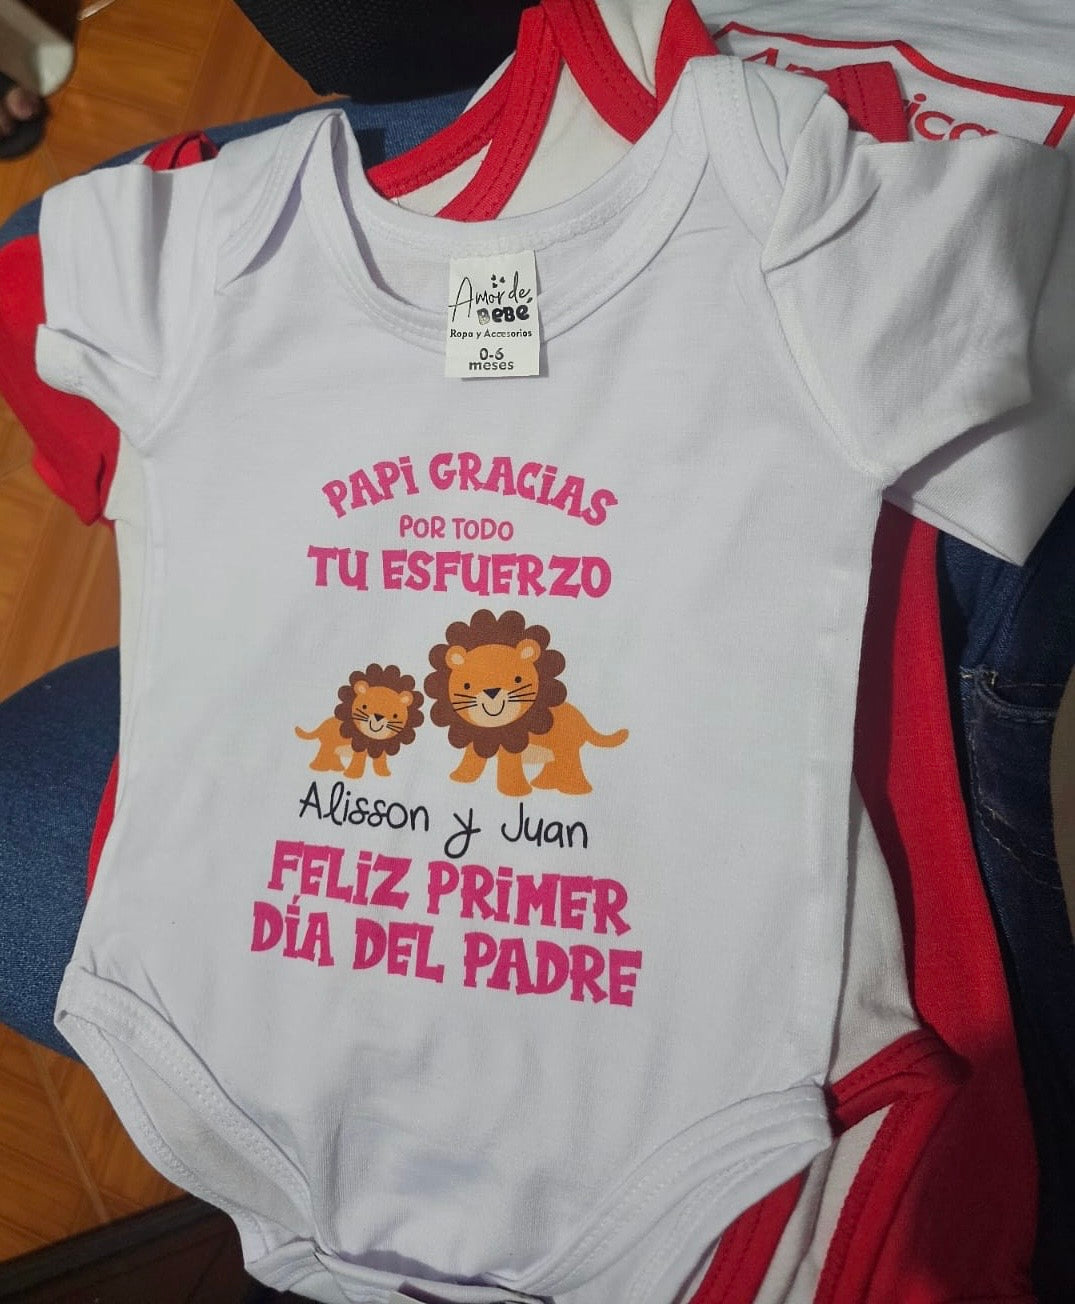 Amor de
BEBÉ
Ropa y Accesorios
0-6
meses
PAPI GRACIAS
POR TODO
TU ESFUERZO
Alisson y Juan
FELIZ PRIMER
DÍA DEL PADRE